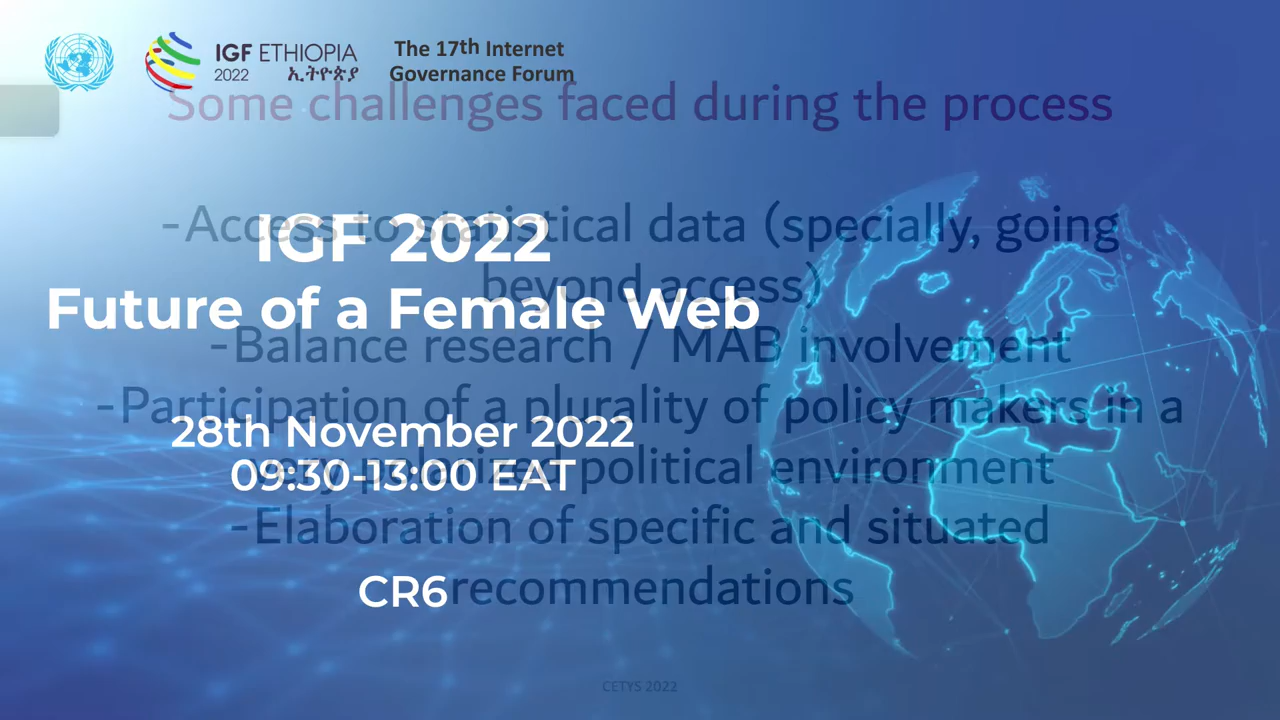 IGF ETHIOPIA
2022 ኢትዮጵያ
The 17th Internet
Governance Forum
Some challenges faced during the process
-Access to statistical data (specially, going
beyond access)
-Balance research / MAB involvement
-Participation of a plurality of policy makers in a
very polarized political environment
-Elaboration of specific and situated
recommendations
IGF 2022
Future of a Female Web
28th November 2022
09:30-13:00 EAT
CR6
CETYS 2022